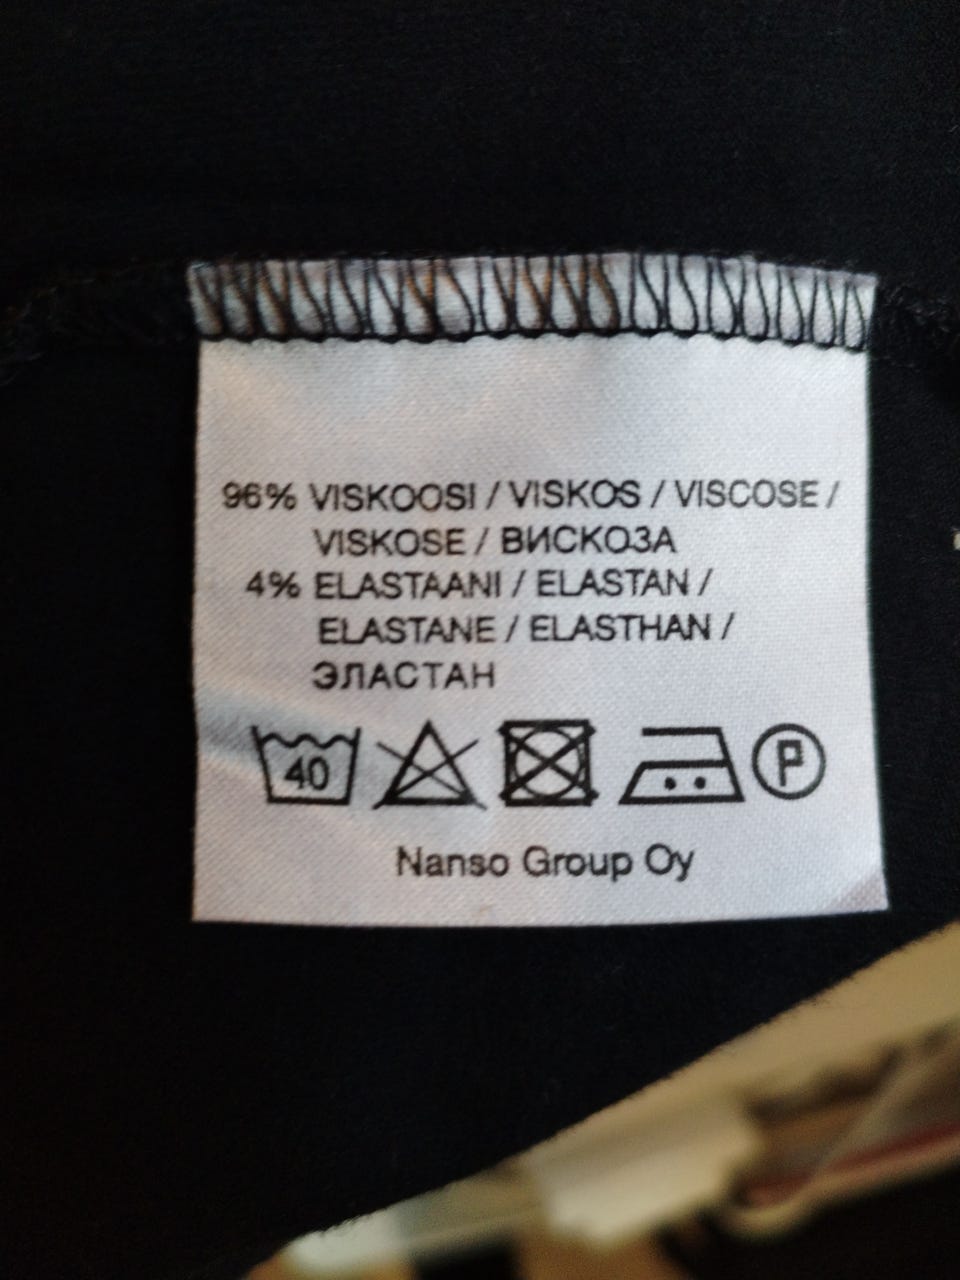 96% VISKOOSI / VISKOS / VISCOSE /
VISKOSE / ВИСКОЗА
4% ELASTAANI / ELASTAN /
ELASTANE / ELASTHAN /
ЭЛАСТАН
40 P
Nanso Group Oy